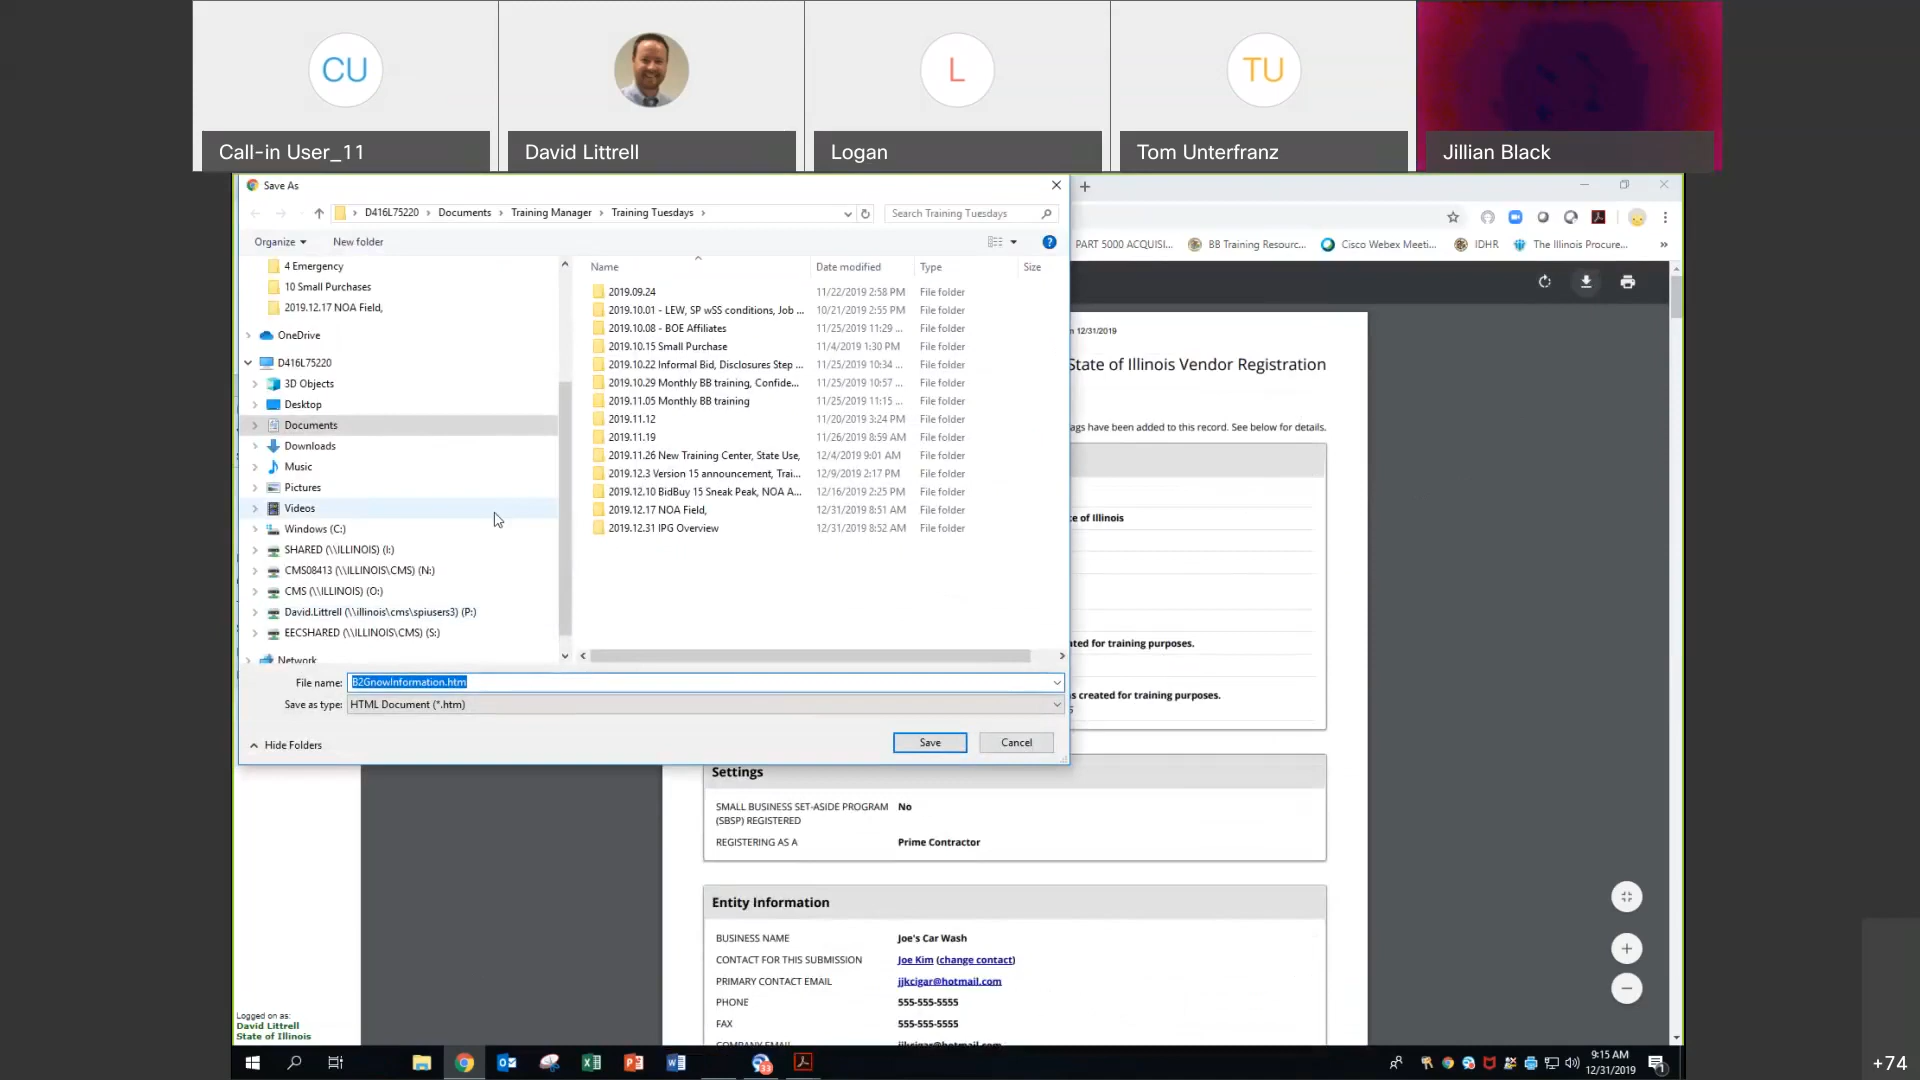 CU
L
TU
Call-in User_11
David Littrell
Logan
Tom Unterfranz
Jillian Black
Save As
D416L75220 > Documents > Training Manager > Training Tuesdays >
Search Training Tuesdays
Organize
New folder
PART 5000 ACQUISI...
BB Training Resourc...
Cisco Webex Meeti...
IDHR
The Illinois Procure...
»
4 Emergency
10 Small Purchases
2019.12.17 NOA Field,
OneDrive
D416L75220
3D Objects
Desktop
Documents
Downloads
Music
Pictures
Videos
Windows (C:)
SHARED (\\ILLINOIS) (I:)
CMS08413 (\\ILLINOIS\CMS) (N:)
CMS (\\ILLINOIS) (O:)
David.Littrell (\\illinois\cms\spiusers3) (P:)
EECSHARED (\\ILLINOIS\CMS) (S:)
Network
Name Date modified Type Size
2019.09.24 11/22/2019 2:58 PM File folder
2019.10.01 - LEW, SP wSS conditions, Job ... 10/21/2019 2:55 PM File folder
2019.10.08 - BOE Affiliates 11/25/2019 11:29 ... File folder
2019.10.15 Small Purchase 11/4/2019 1:30 PM File folder
2019.10.22 Informal Bid, Disclosures Step ... 11/25/2019 10:34 ... File folder
2019.10.29 Monthly BB training, Confide... 11/25/2019 10:57 ... File folder
2019.11.05 Monthly BB training 11/25/2019 11:15 ... File folder
2019.11.12 11/20/2019 3:24 PM File folder
2019.11.19 11/26/2019 8:59 AM File folder
2019.11.26 New Training Center, State Use, 12/4/2019 9:01 AM File folder
2019.12.3 Version 15 announcement, Trai... 12/9/2019 2:17 PM File folder
2019.12.10 BidBuy 15 Sneak Peak, NOA A... 12/16/2019 2:25 PM File folder
2019.12.17 NOA Field, 12/31/2019 8:51 AM File folder
2019.12.31 IPG Overview 12/31/2019 8:52 AM File folder
File name: B2GnowInformation.htm
Save as type: HTML Document (*.htm)
Hide Folders
Save
Cancel
n 12/31/2019
State of Illinois Vendor Registration
ags have been added to this record. See below for details.
te of Illinois
ated for training purposes.
s created for training purposes.
Settings
SMALL BUSINESS SET-ASIDE PROGRAM No
(SBSP) REGISTERED
REGISTERING AS A Prime Contractor
Entity Information
BUSINESS NAME Joe's Car Wash
CONTACT FOR THIS SUBMISSION Joe Kim (change contact)
PRIMARY CONTACT EMAIL jjkcigar@hotmail.com
PHONE 555-555-5555
FAX 555-555-5555
COMPANY EMAIL jjkcigar@hotmail.com
Logged on as:
David Littrell
State of Illinois
9:15 AM
12/31/2019
+74